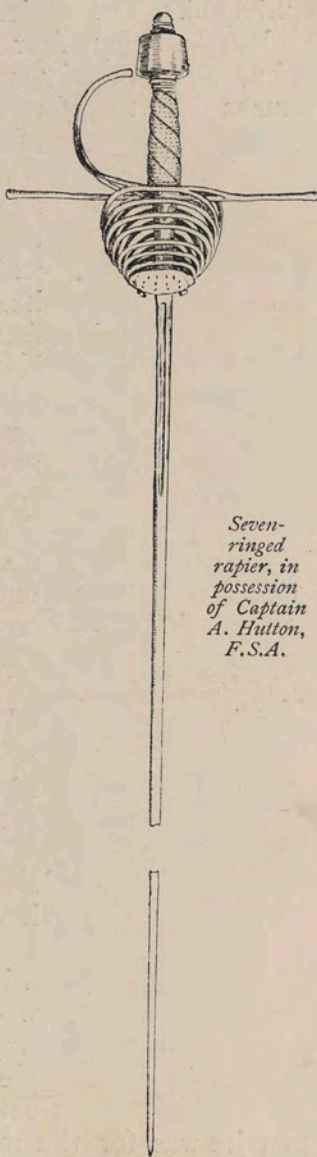 Seven-
ringed
rapier, in
possession
of Captain
A. Hutton,
F.S.A.